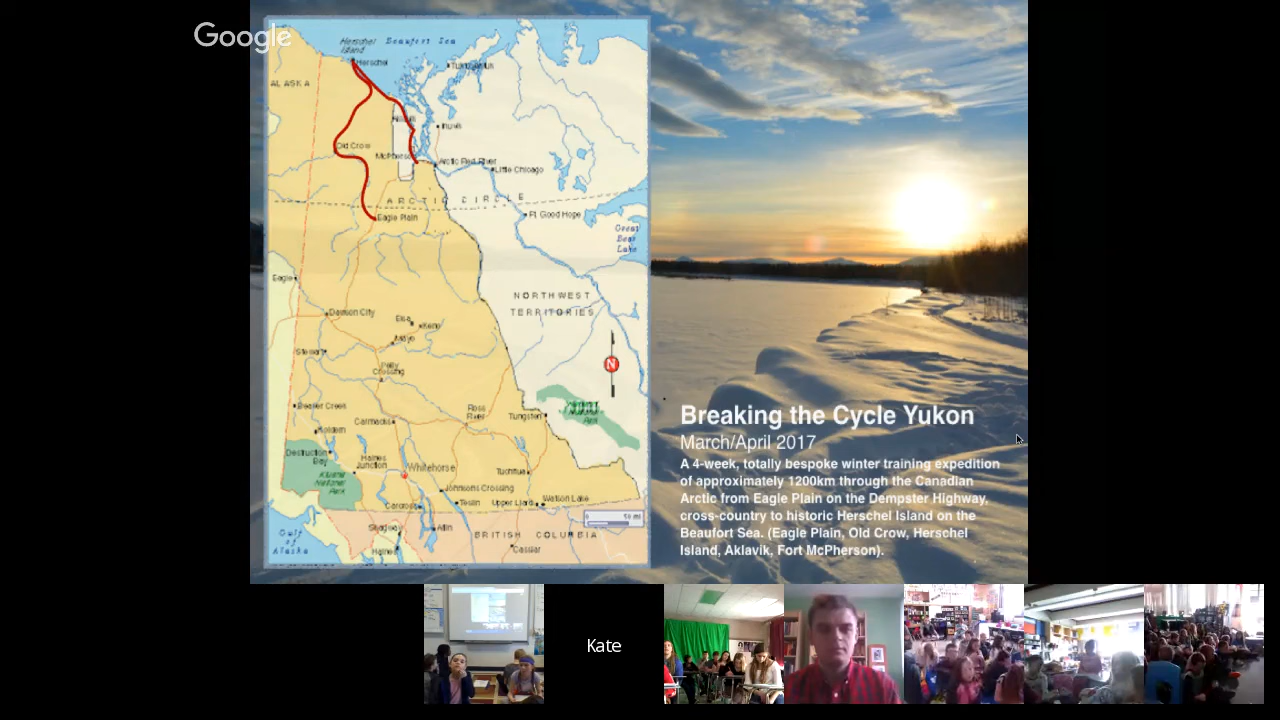 Google
Herschel
Island
Beaufort Sea
Herschel
ALASKA
Inuvik
Old Crow
McPherson
Arctic Red River
Little Chicago
ARCTIC CIRCLE
Eagle Plain
Ft. Good Hope
Great
Bear
Lake
Eagle
NORTHWEST
TERRITORIES
Dawson City
Elsa
Keno
Mayo
Stewart
N
Pelly
Crossing
Beaver Creek
Ross
River
Tungsten
Carmacks
Koidern
Destruction
Bay
Haines
Junction
Whitehorse
Kluane
National
Park
Tuchitua
Johnsons Crossing
Teslin
Upper Liard
Watson Lake
Carcross
Skagway
Atlin
BRITISH COLUMBIA
Gulf
of
Alaska
Haines
Cassiar
Breaking the Cycle Yukon
March/April 2017
A 4-week, totally bespoke winter training expedition
of approximately 1200km through the Canadian
Arctic from Eagle Plain on the Dempster Highway,
cross-country to historic Herschel Island on the
Beaufort Sea. (Eagle Plain, Old Crow, Herschel
Island, Aklavik, Fort McPherson).
Kate